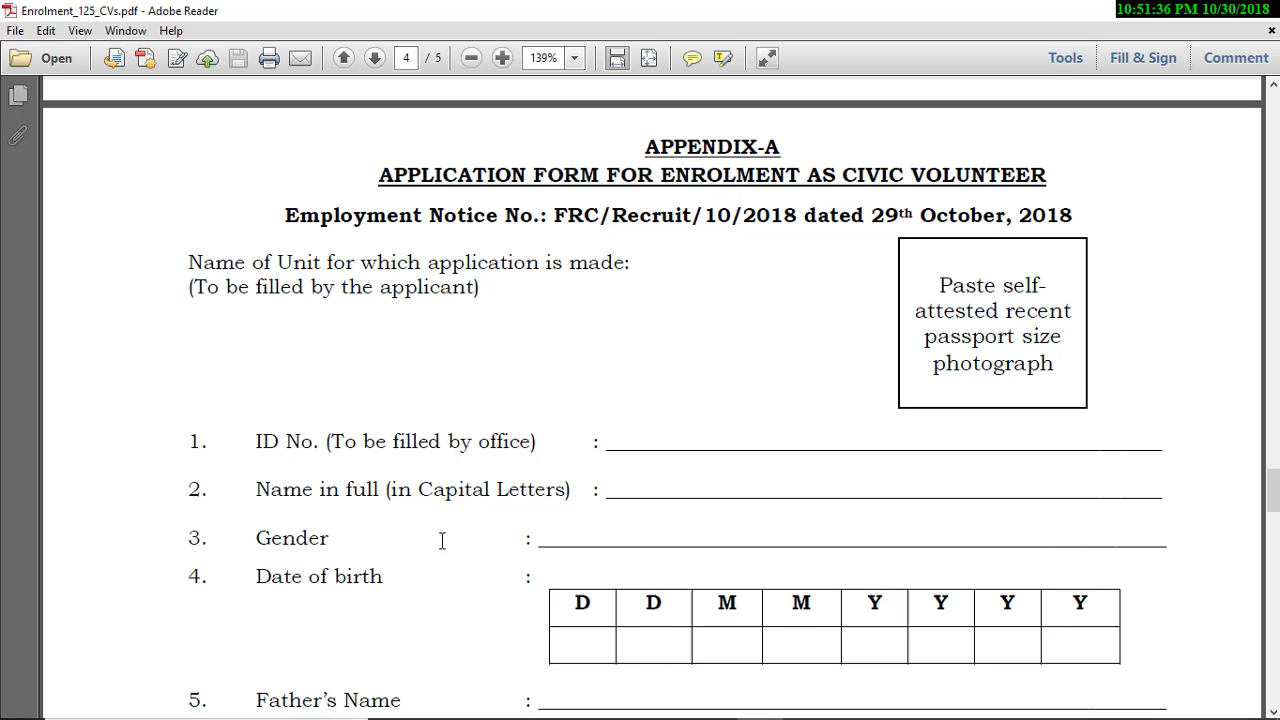 Enrolment_125_CVs.pdf - Adobe Reader
10:51:36 PM 10/30/2018
File Edit View Window Help
Open 4 / 5 139% Tools Fill & Sign Comment
APPENDIX-A
APPLICATION FORM FOR ENROLMENT AS CIVIC VOLUNTEER
Employment Notice No.: FRC/Recruit/10/2018 dated 29th October, 2018
Name of Unit for which application is made:
(To be filled by the applicant)
Paste self-
attested recent
passport size
photograph
1. ID No. (To be filled by office) :
2. Name in full (in Capital Letters) :
3. Gender :
4. Date of birth :
D D M M Y Y Y Y
5. Father's Name :